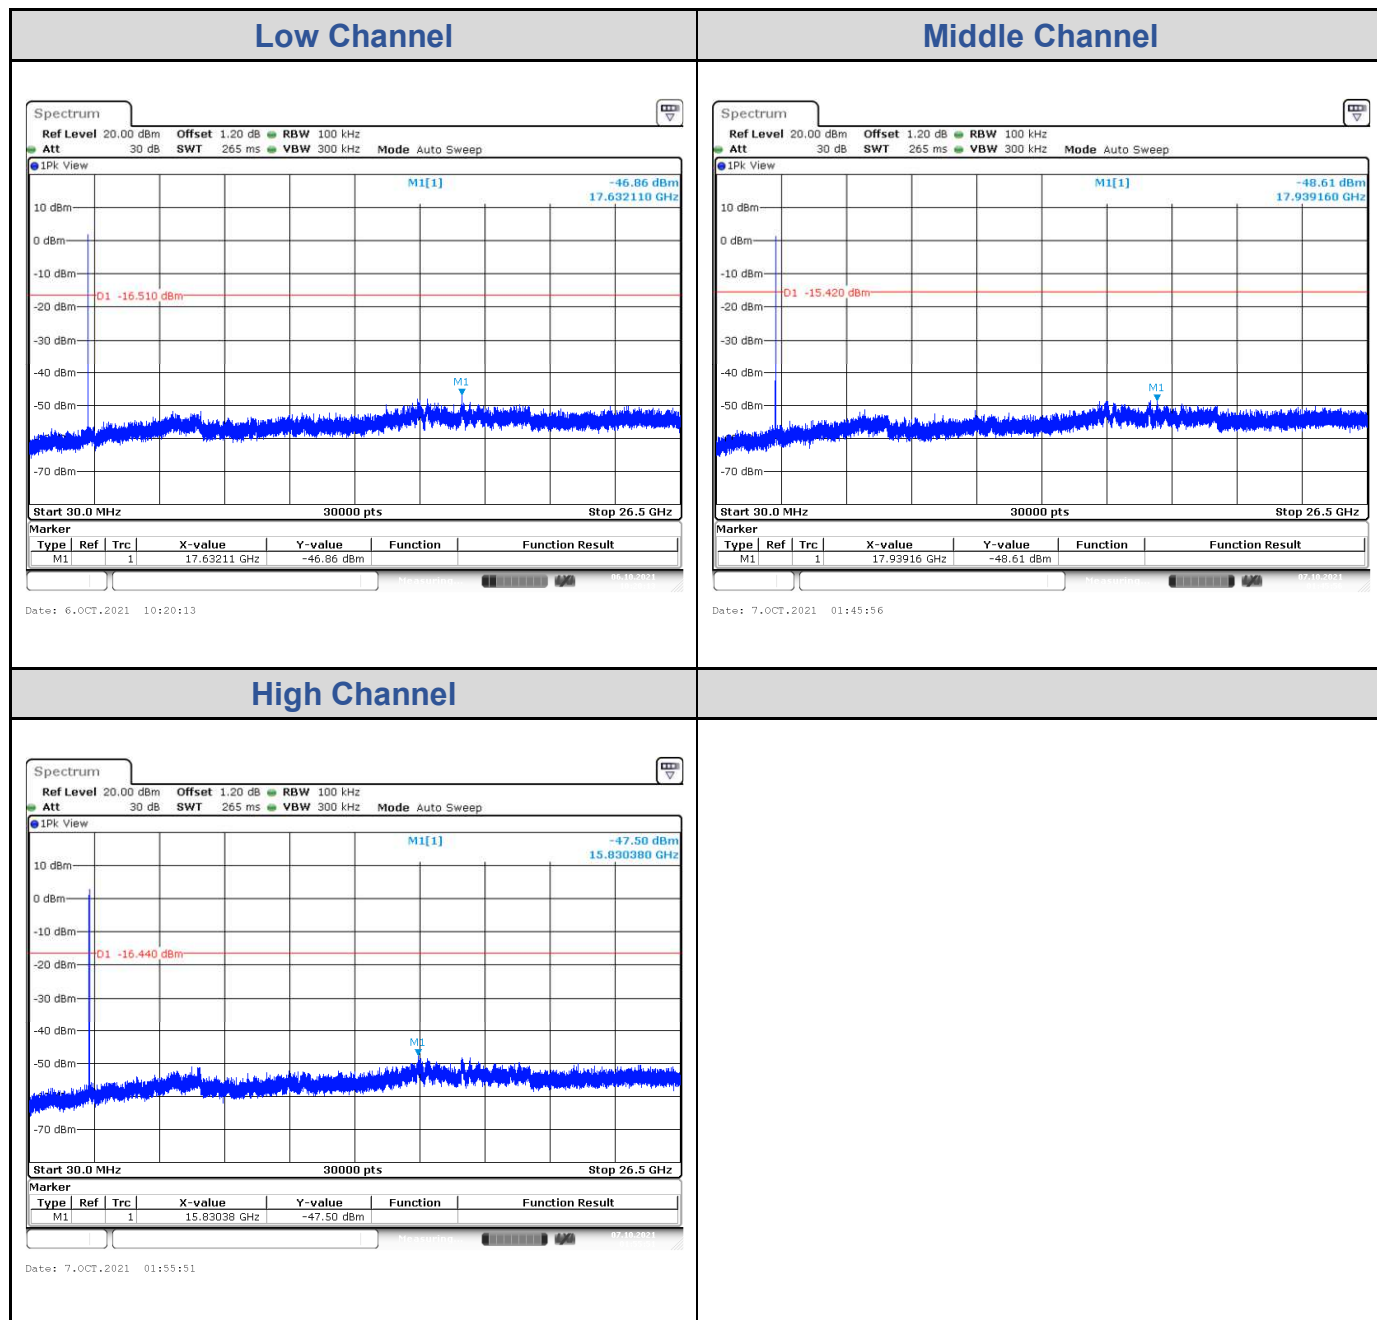 Low Channel
Middle Channel
Spectrum
Ref Level 20.00 dBm Offset 1.20 dB RBW 100 kHz
Att 30 dB SWT 265 ms VBW 300 kHz Mode Auto Sweep
1Pk View
M1[1] -46.86 dBm
17.632110 GHz
10 dBm
0 dBm
-10 dBm
D1 -16.510 dBm
-20 dBm
-30 dBm
-40 dBm
M1
-50 dBm
-70 dBm
Start 30.0 MHz 30000 pts Stop 26.5 GHz
Marker
Type Ref Trc X-value Y-value Function Function Result
M1 1 17.63211 GHz -46.86 dBm
Measuring... 06.10.2021
Date: 6.OCT.2021 10:20:13
Spectrum
Ref Level 20.00 dBm Offset 1.20 dB RBW 100 kHz
Att 30 dB SWT 265 ms VBW 300 kHz Mode Auto Sweep
1Pk View
M1[1] -48.61 dBm
17.939160 GHz
10 dBm
0 dBm
-10 dBm
D1 -15.420 dBm
-20 dBm
-30 dBm
-40 dBm
M1
-50 dBm
-70 dBm
Start 30.0 MHz 30000 pts Stop 26.5 GHz
Marker
Type Ref Trc X-value Y-value Function Function Result
M1 1 17.93916 GHz -48.61 dBm
Measuring... 07.10.2021
Date: 7.OCT.2021 01:45:56
High Channel
Spectrum
Ref Level 20.00 dBm Offset 1.20 dB RBW 100 kHz
Att 30 dB SWT 265 ms VBW 300 kHz Mode Auto Sweep
1Pk View
M1[1] -47.50 dBm
15.830380 GHz
10 dBm
0 dBm
-10 dBm
D1 -16.440 dBm
-20 dBm
-30 dBm
-40 dBm
M1
-50 dBm
-70 dBm
Start 30.0 MHz 30000 pts Stop 26.5 GHz
Marker
Type Ref Trc X-value Y-value Function Function Result
M1 1 15.83038 GHz -47.50 dBm
Measuring... 07.10.2021
Date: 7.OCT.2021 01:55:51